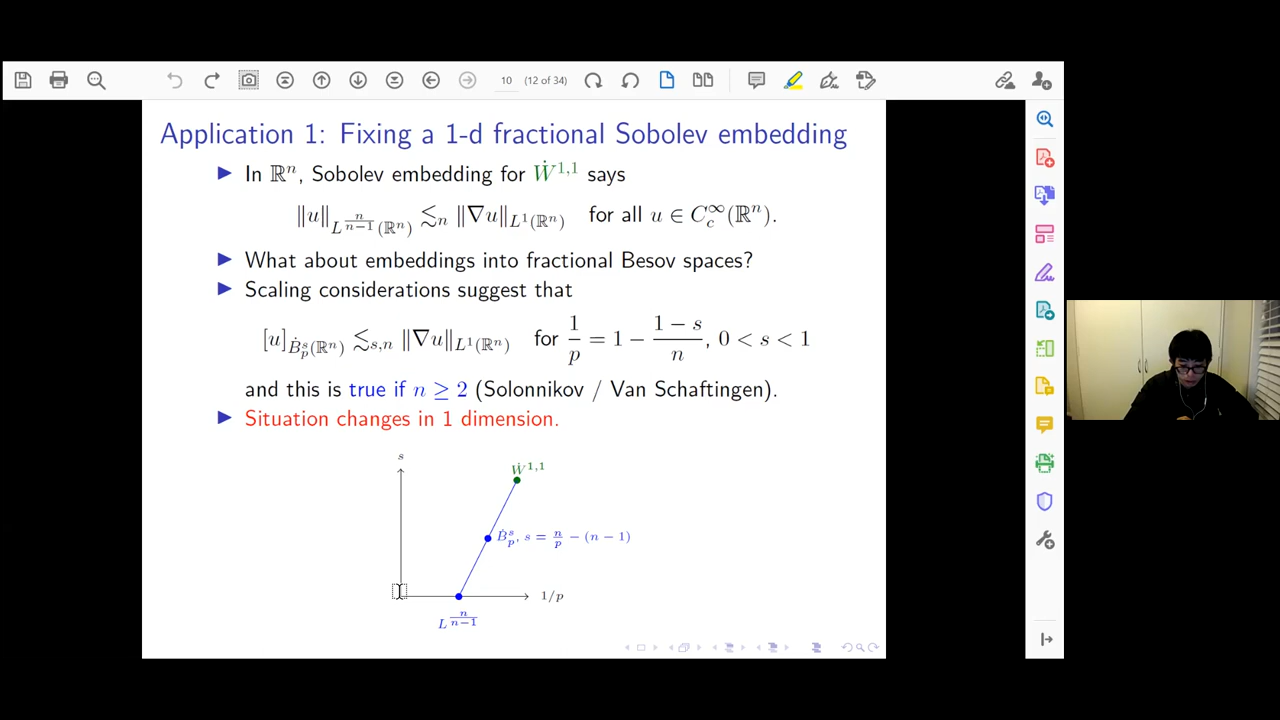 10 (12 of 34)
Application 1: Fixing a 1-d fractional Sobolev embedding
▶ In ℝⁿ, Sobolev embedding for Ẇ^{1,1} says
‖u‖_{L^{n/(n−1)}(ℝⁿ)} ≲_n ‖∇u‖_{L¹(ℝⁿ)} for all u ∈ C_c^∞(ℝⁿ).
▶ What about embeddings into fractional Besov spaces?
▶ Scaling considerations suggest that
[u]_{Ḃ^s_p(ℝⁿ)} ≲_{s,n} ‖∇u‖_{L¹(ℝⁿ)} for 1/p = 1 − (1−s)/n, 0 < s < 1
and this is true if n ≥ 2 (Solonnikov / Van Schaftingen).
▶ Situation changes in 1 dimension.
s
Ẇ^{1,1}
Ḃ^s_p, s = n/p − (n − 1)
1/p
L^{n/(n−1)}